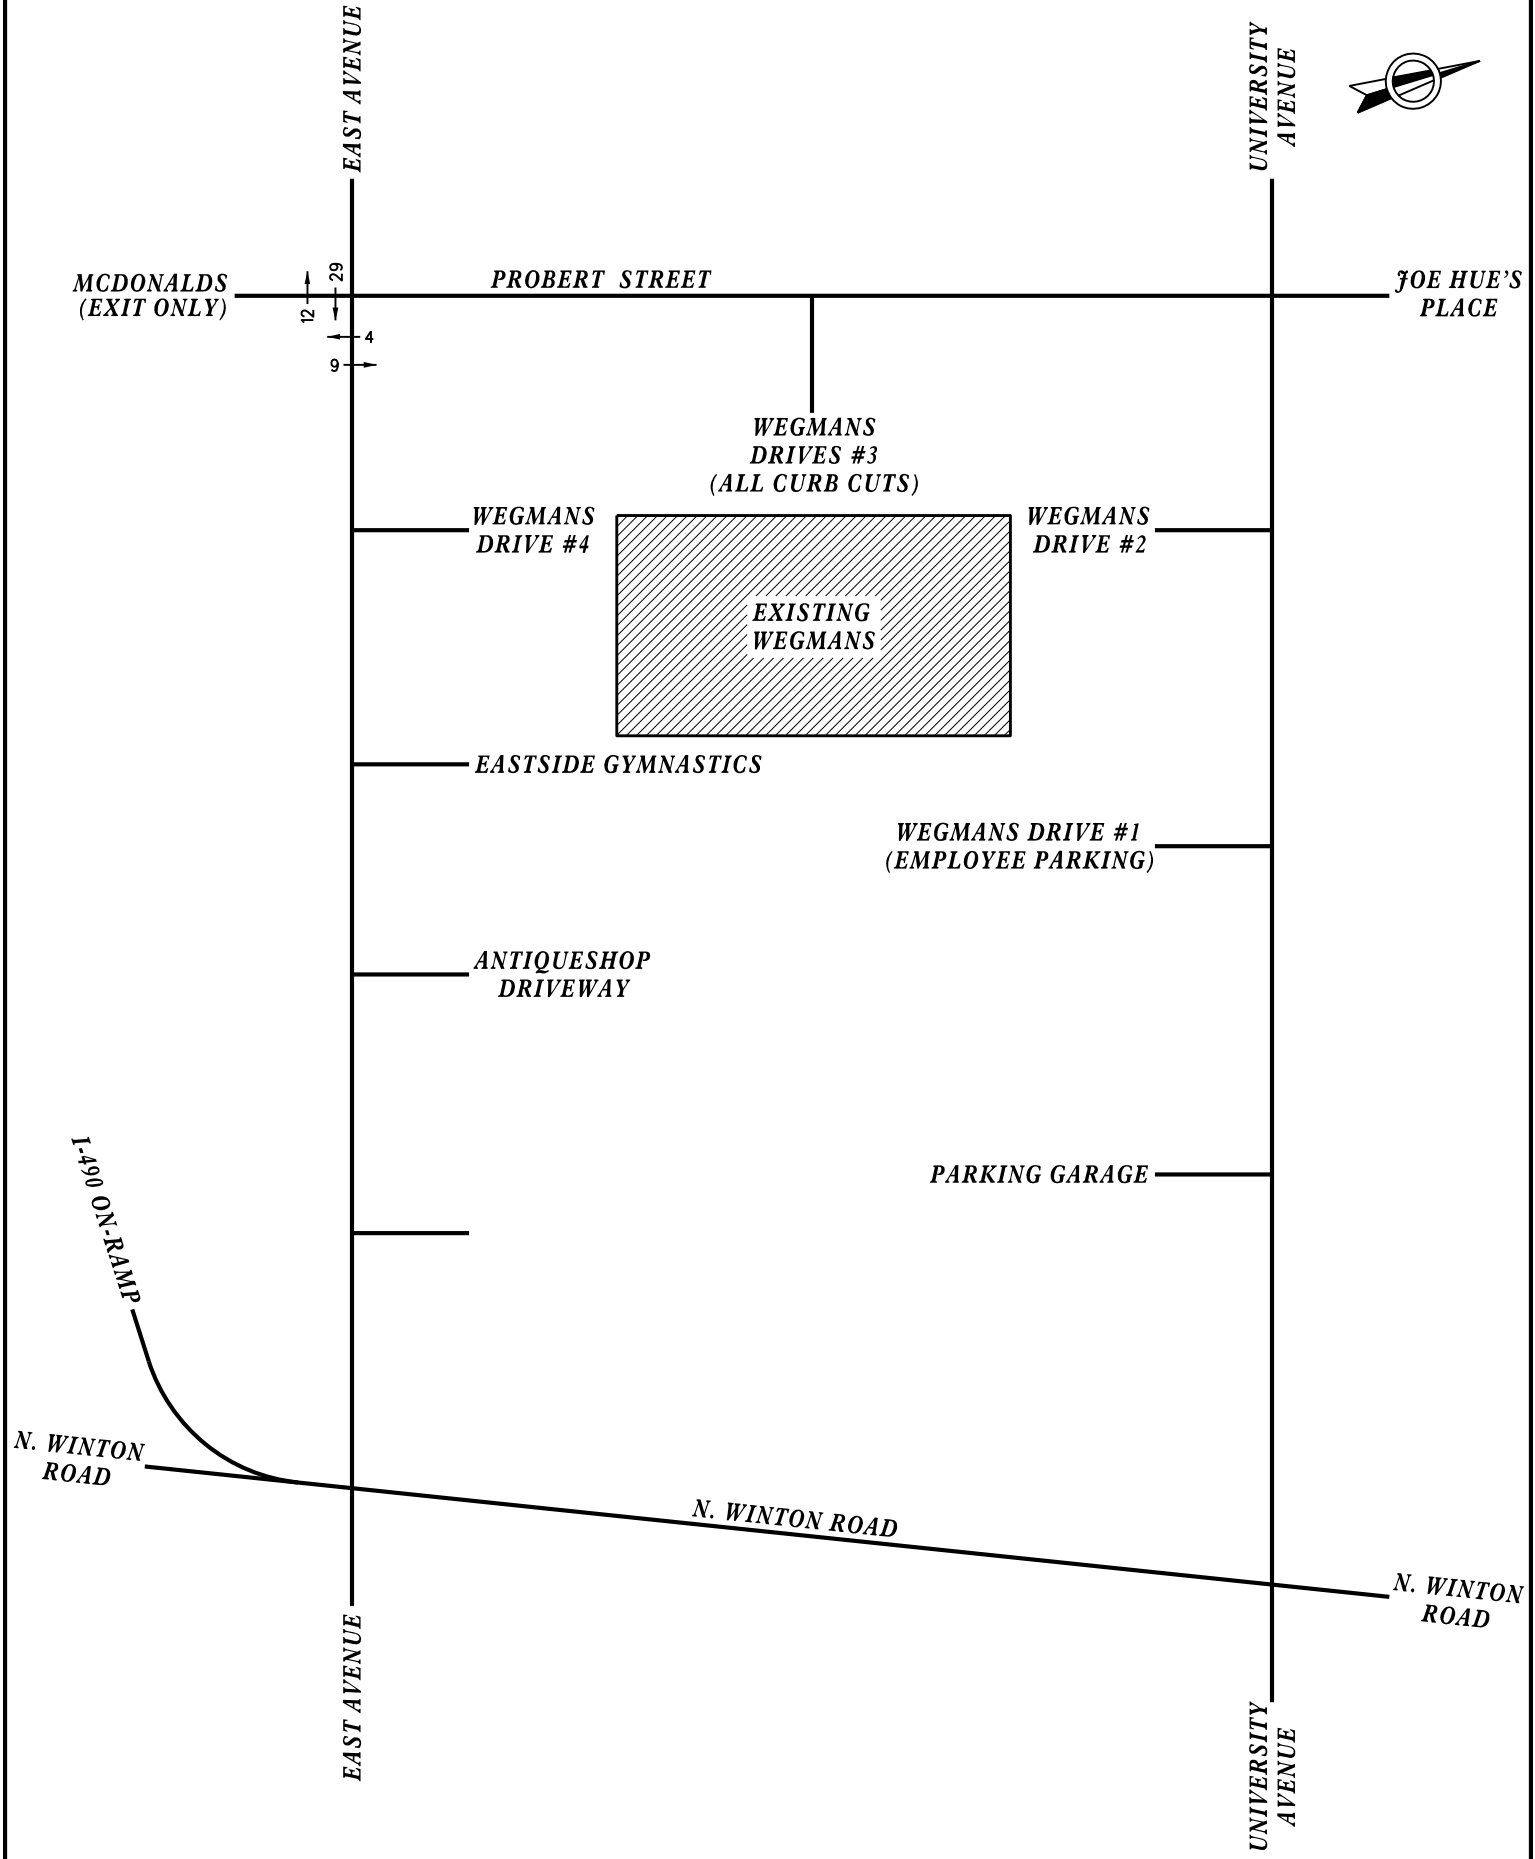 EAST AVENUE
UNIVERSITY
AVENUE
MCDONALDS
(EXIT ONLY)
12
29
4
9
PROBERT STREET
JOE HUE'S
PLACE
WEGMANS
DRIVES #3
(ALL CURB CUTS)
WEGMANS
DRIVE #4
WEGMANS
DRIVE #2
EXISTING
WEGMANS
EASTSIDE GYMNASTICS
WEGMANS DRIVE #1
(EMPLOYEE PARKING)
ANTIQUESHOP
DRIVEWAY
PARKING GARAGE
I-490 ON-RAMP
N. WINTON
ROAD
N. WINTON ROAD
N. WINTON
ROAD
EAST AVENUE
UNIVERSITY
AVENUE